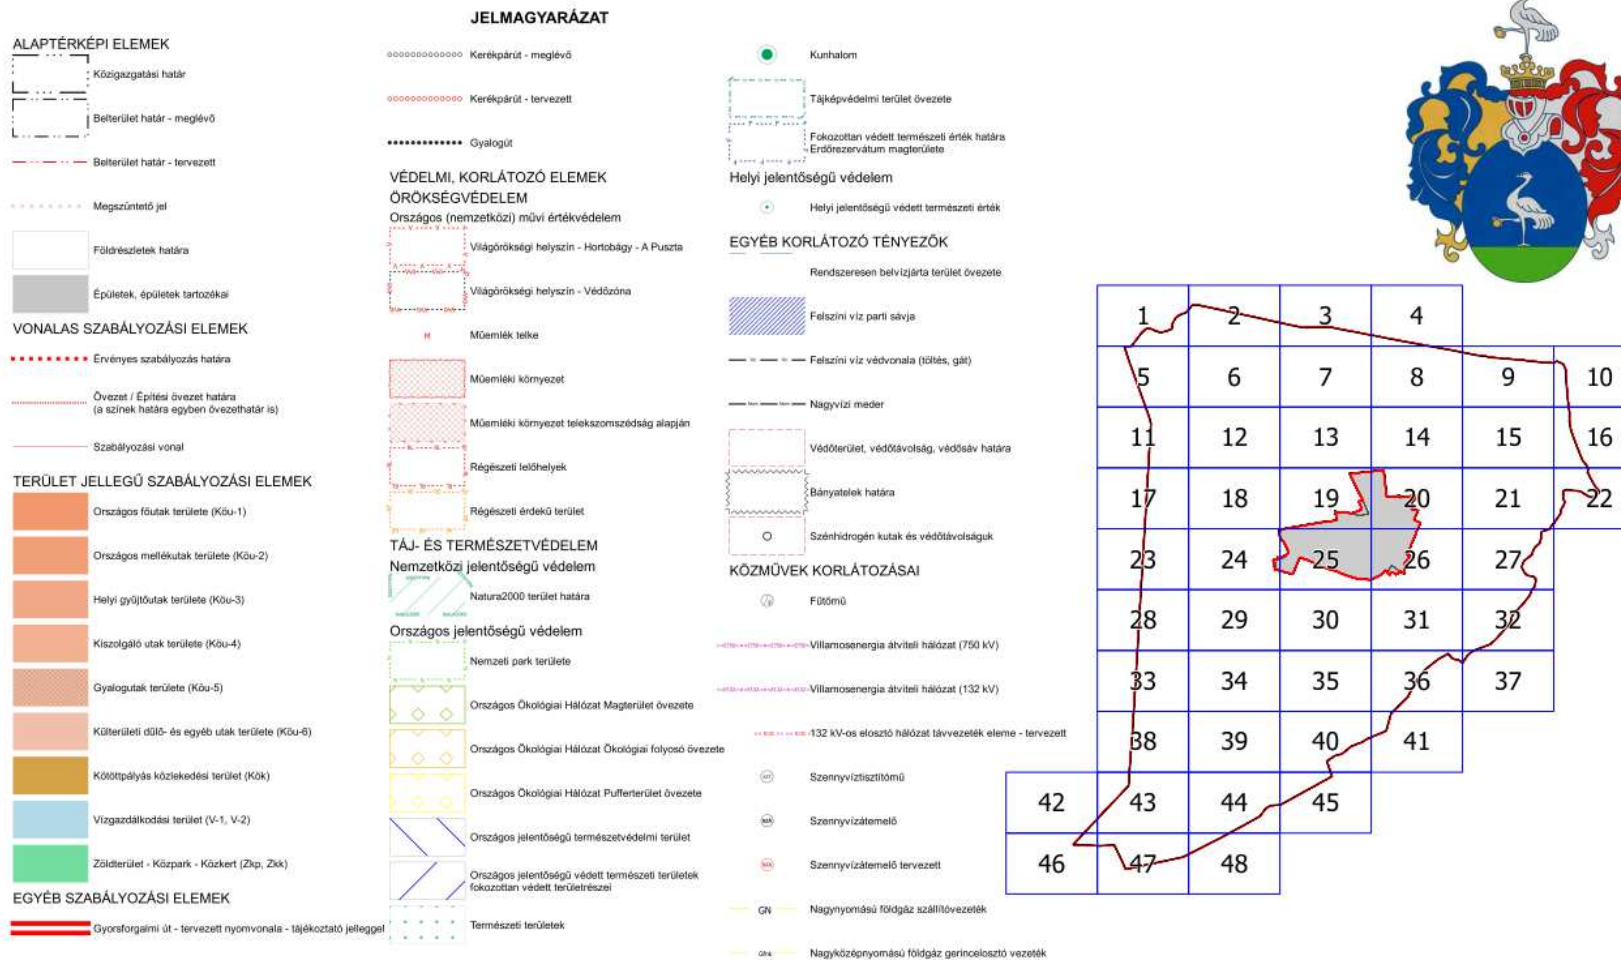 JELMAGYARÁZAT
ALAPTÉRKÉPI ELEMEK
Közigazgatási határ
Belterület határ - meglévő
Belterület határ - tervezett
Megszűntető jel
Földrészletek határa
Épületek, épületek tartozékai
VONALAS SZABÁLYOZÁSI ELEMEK
Érvényes szabályozás határa
Övezet / Építési övezet határa
(a színek határa egyben övezethatár is)
Szabályozási vonal
TERÜLET JELLEGŰ SZABÁLYOZÁSI ELEMEK
Országos főutak területe (Köu-1)
Országos mellékutak területe (Köu-2)
Helyi gyűjtőutak területe (Köu-3)
Kiszolgáló utak területe (Köu-4)
Gyalogutak területe (Köu-5)
Külterületi dűlő- és egyéb utak területe (Köu-6)
Kötöttpályás közlekedési terület (Kök)
Vízgazdálkodási terület (V-1, V-2)
Zöldterület - Közpark - Közkert (Zkp, Zkk)
EGYÉB SZABÁLYOZÁSI ELEMEK
Gyorsforgalmi út - tervezett nyomvonala - tájékoztató jelleggel
Kerékpárút - meglévő
Kerékpárút - tervezett
Gyalogút
VÉDELMI, KORLÁTOZÓ ELEMEK
ÖRÖKSÉGVÉDELEM
Országos (nemzetközi) művi értékvédelem
Világörökségi helyszín - Hortobágy - A Puszta
Világörökségi helyszín - Védőzóna
M Műemlék telke
Műemléki környezet
Műemléki környezet telekszomszédság alapján
Régészeti lelőhelyek
Régészeti érdekű terület
TÁJ- ÉS TERMÉSZETVÉDELEM
Nemzetközi jelentőségű védelem
Natura2000 terület határa
Országos jelentőségű védelem
Nemzeti park területe
Országos Ökológiai Hálózat Magterület övezete
Országos Ökológiai Hálózat Ökológiai folyosó övezete
Országos Ökológiai Hálózat Pufferterület övezete
Országos jelentőségű természetvédelmi terület
Országos jelentőségű védett természeti területek
fokozottan védett területrészei
Természeti területek
Kunhalom
Tájképvédelmi terület övezete
Fokozottan védett természeti érték határa
Erdőrezervátum magterülete
Helyi jelentőségű védelem
Helyi jelentőségű védett természeti érték
EGYÉB KORLÁTOZÓ TÉNYEZŐK
Rendszeresen belvízjárta terület övezete
Felszíni víz parti sávja
Felszíni víz védvonala (töltés, gát)
Nagyvízi meder
Védőterület, védőtávolság, védősáv határa
Bányatelek határa
Szénhidrogén kutak és védőtávolságuk
KÖZMŰVEK KORLÁTOZÁSAI
Fűtőmű
Villamosenergia átviteli hálózat (750 kV)
Villamosenergia átviteli hálózat (132 kV)
132 kV-os elosztó hálózat távvezeték eleme - tervezett
Szennyvíztisztítómű
Szennyvízátemelő
Szennyvízátemelő tervezett
GN Nagynyomású földgáz szállítóvezeték
Nagyközépnyomású földgáz gerincelosztó vezeték
1 2 3 4
5 6 7 8 9 10
11 12 13 14 15 16
17 18 19 20 21 22
23 24 25 26 27
28 29 30 31 32
33 34 35 36 37
38 39 40 41
42 43 44 45
46 47 48